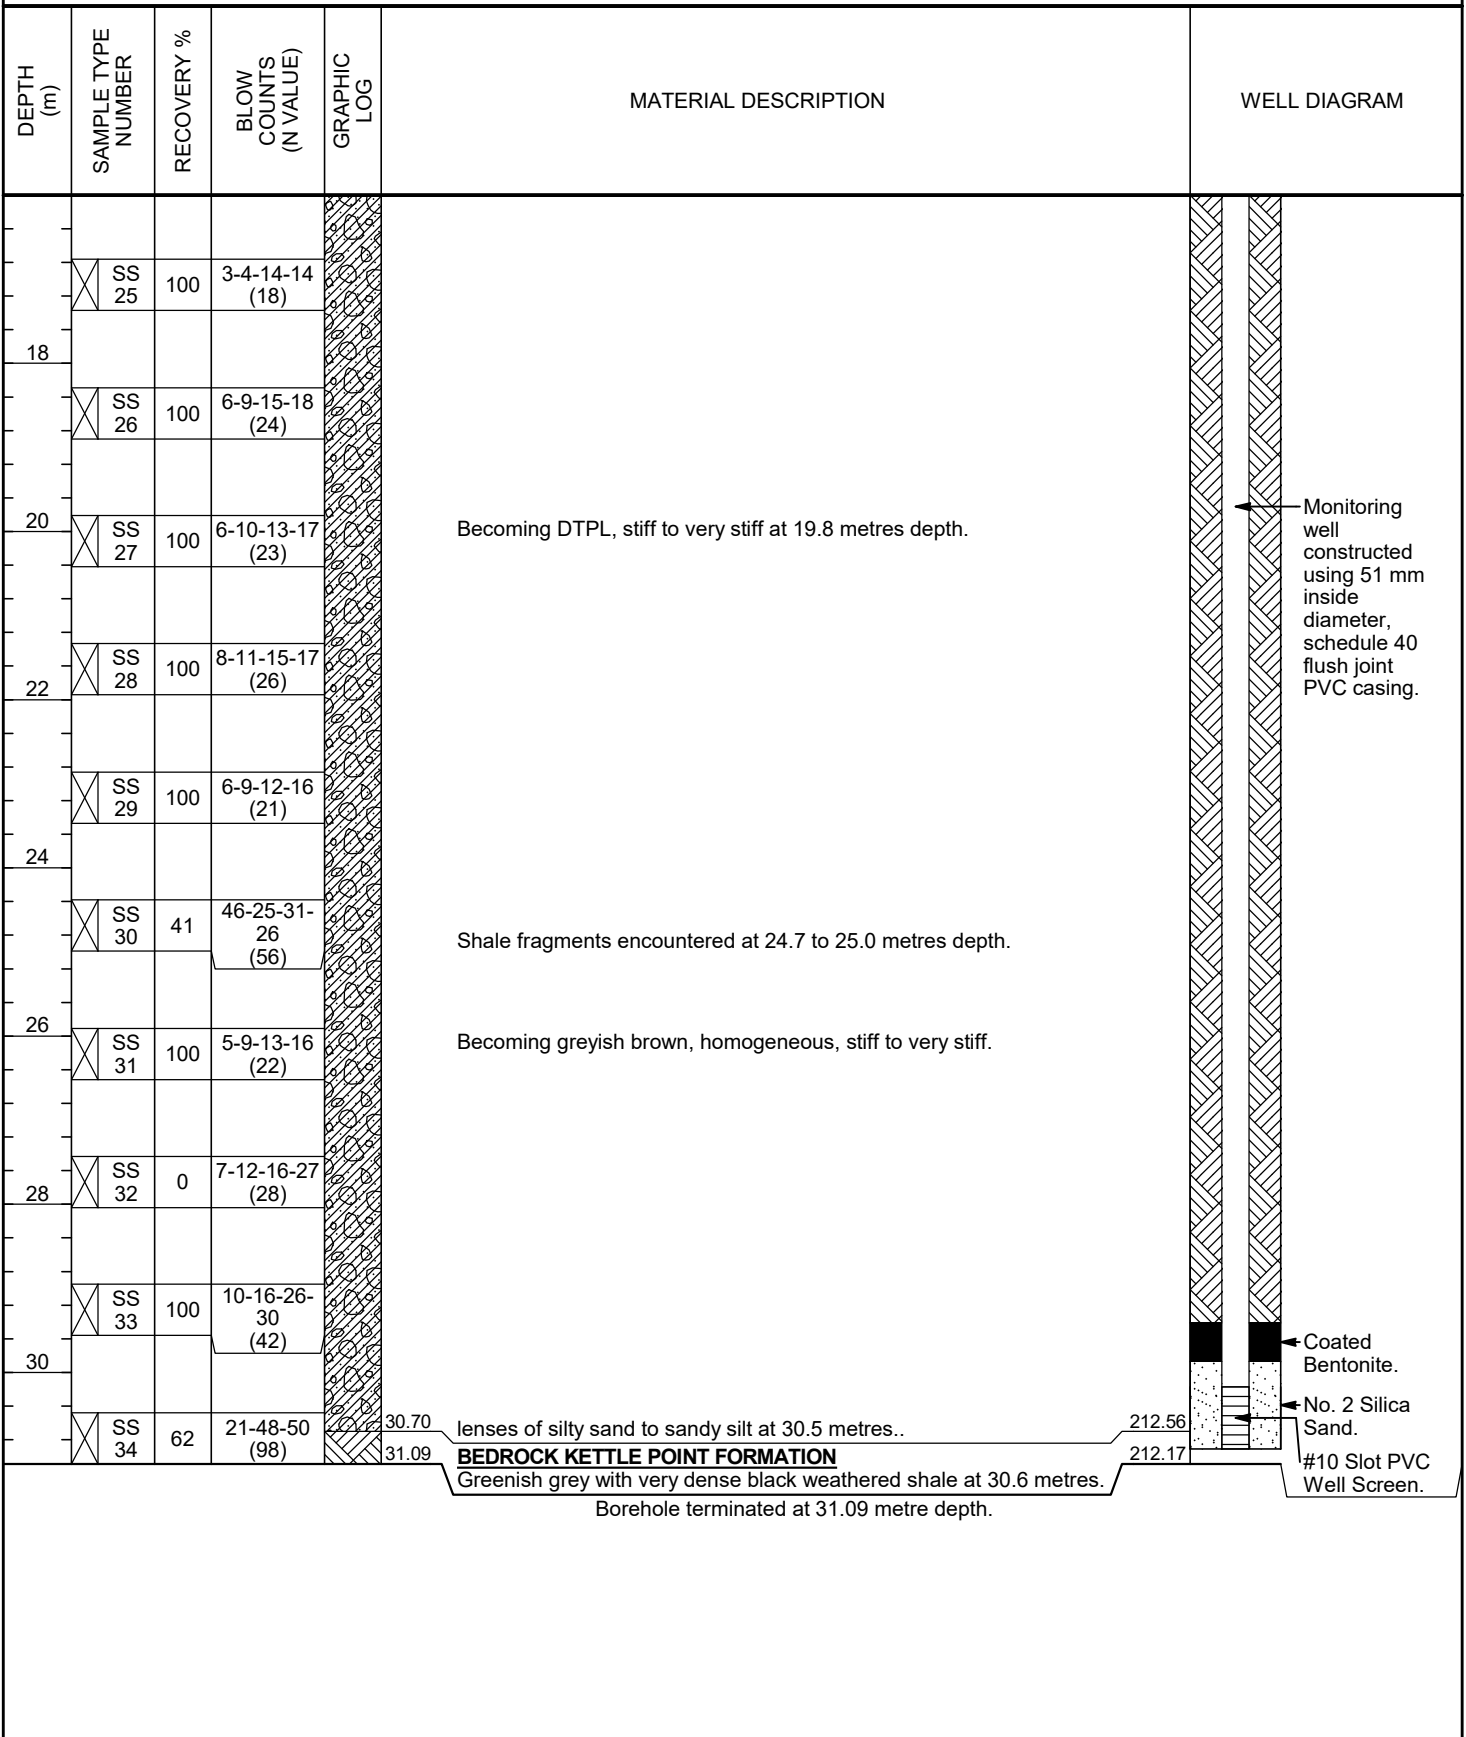 DEPTH
(m)
SAMPLE TYPE
NUMBER
RECOVERY %
BLOW
COUNTS
(N VALUE)
GRAPHIC
LOG
MATERIAL DESCRIPTION
WELL DIAGRAM
SS
25
100
3-4-14-14
(18)
18
SS
26
100
6-9-15-18
(24)
20
SS
27
100
6-10-13-17
(23)
Becoming DTPL, stiff to very stiff at 19.8 metres depth.
Monitoring
well
constructed
using 51 mm
inside
diameter,
schedule 40
flush joint
PVC casing.
SS
28
100
8-11-15-17
(26)
22
SS
29
100
6-9-12-16
(21)
24
SS
30
41
46-25-31-
26
(56)
Shale fragments encountered at 24.7 to 25.0 metres depth.
26
SS
31
100
5-9-13-16
(22)
Becoming greyish brown, homogeneous, stiff to very stiff.
SS
32
0
7-12-16-27
(28)
28
SS
33
100
10-16-26-
30
(42)
Coated
Bentonite.
30
No. 2 Silica
Sand.
SS
34
62
21-48-50
(98)
30.70
lenses of silty sand to sandy silt at 30.5 metres..
212.56
31.09
BEDROCK KETTLE POINT FORMATION
212.17
Greenish grey with very dense black weathered shale at 30.6 metres.
#10 Slot PVC
Well Screen.
Borehole terminated at 31.09 metre depth.